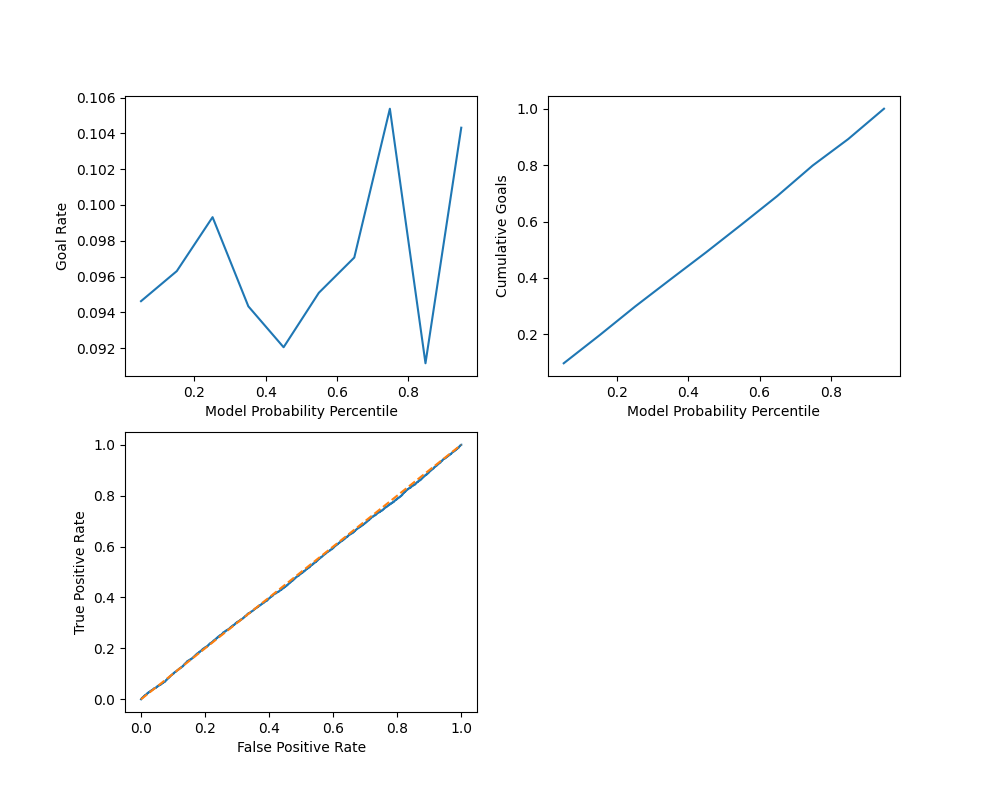 0.106
0.104
0.102
0.100
0.098
0.096
0.094
0.092
Goal Rate
0.2 0.4 0.6 0.8
Model Probability Percentile
1.0
0.8
0.6
0.4
0.2
Cumulative Goals
0.2 0.4 0.6 0.8
Model Probability Percentile
1.0
0.8
0.6
0.4
0.2
0.0
True Positive Rate
0.0 0.2 0.4 0.6 0.8 1.0
False Positive Rate